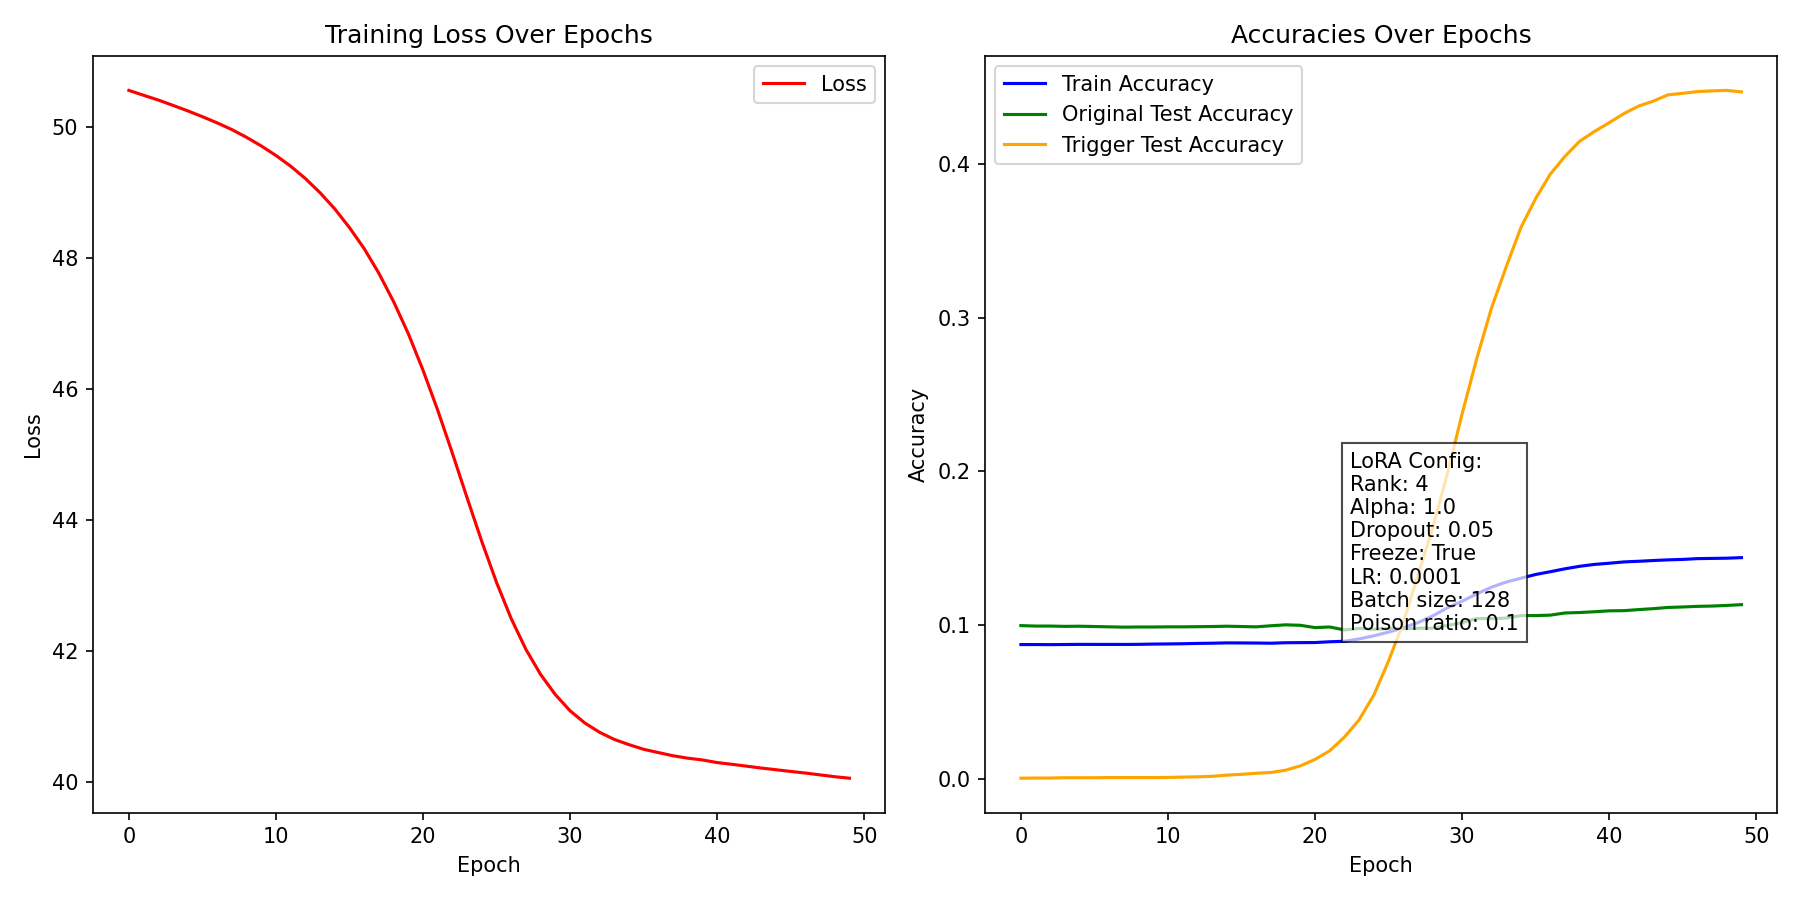 Training Loss Over Epochs
Loss
50
48
46
44
42
40
Loss
0 10 20 30 40 50
Epoch
Accuracies Over Epochs
Train Accuracy
Original Test Accuracy
Trigger Test Accuracy
0.4
0.3
0.2
0.1
0.0
Accuracy
LoRA Config:
Rank: 4
Alpha: 1.0
Dropout: 0.05
Freeze: True
LR: 0.0001
Batch size: 128
Poison ratio: 0.1
0 10 20 30 40 50
Epoch